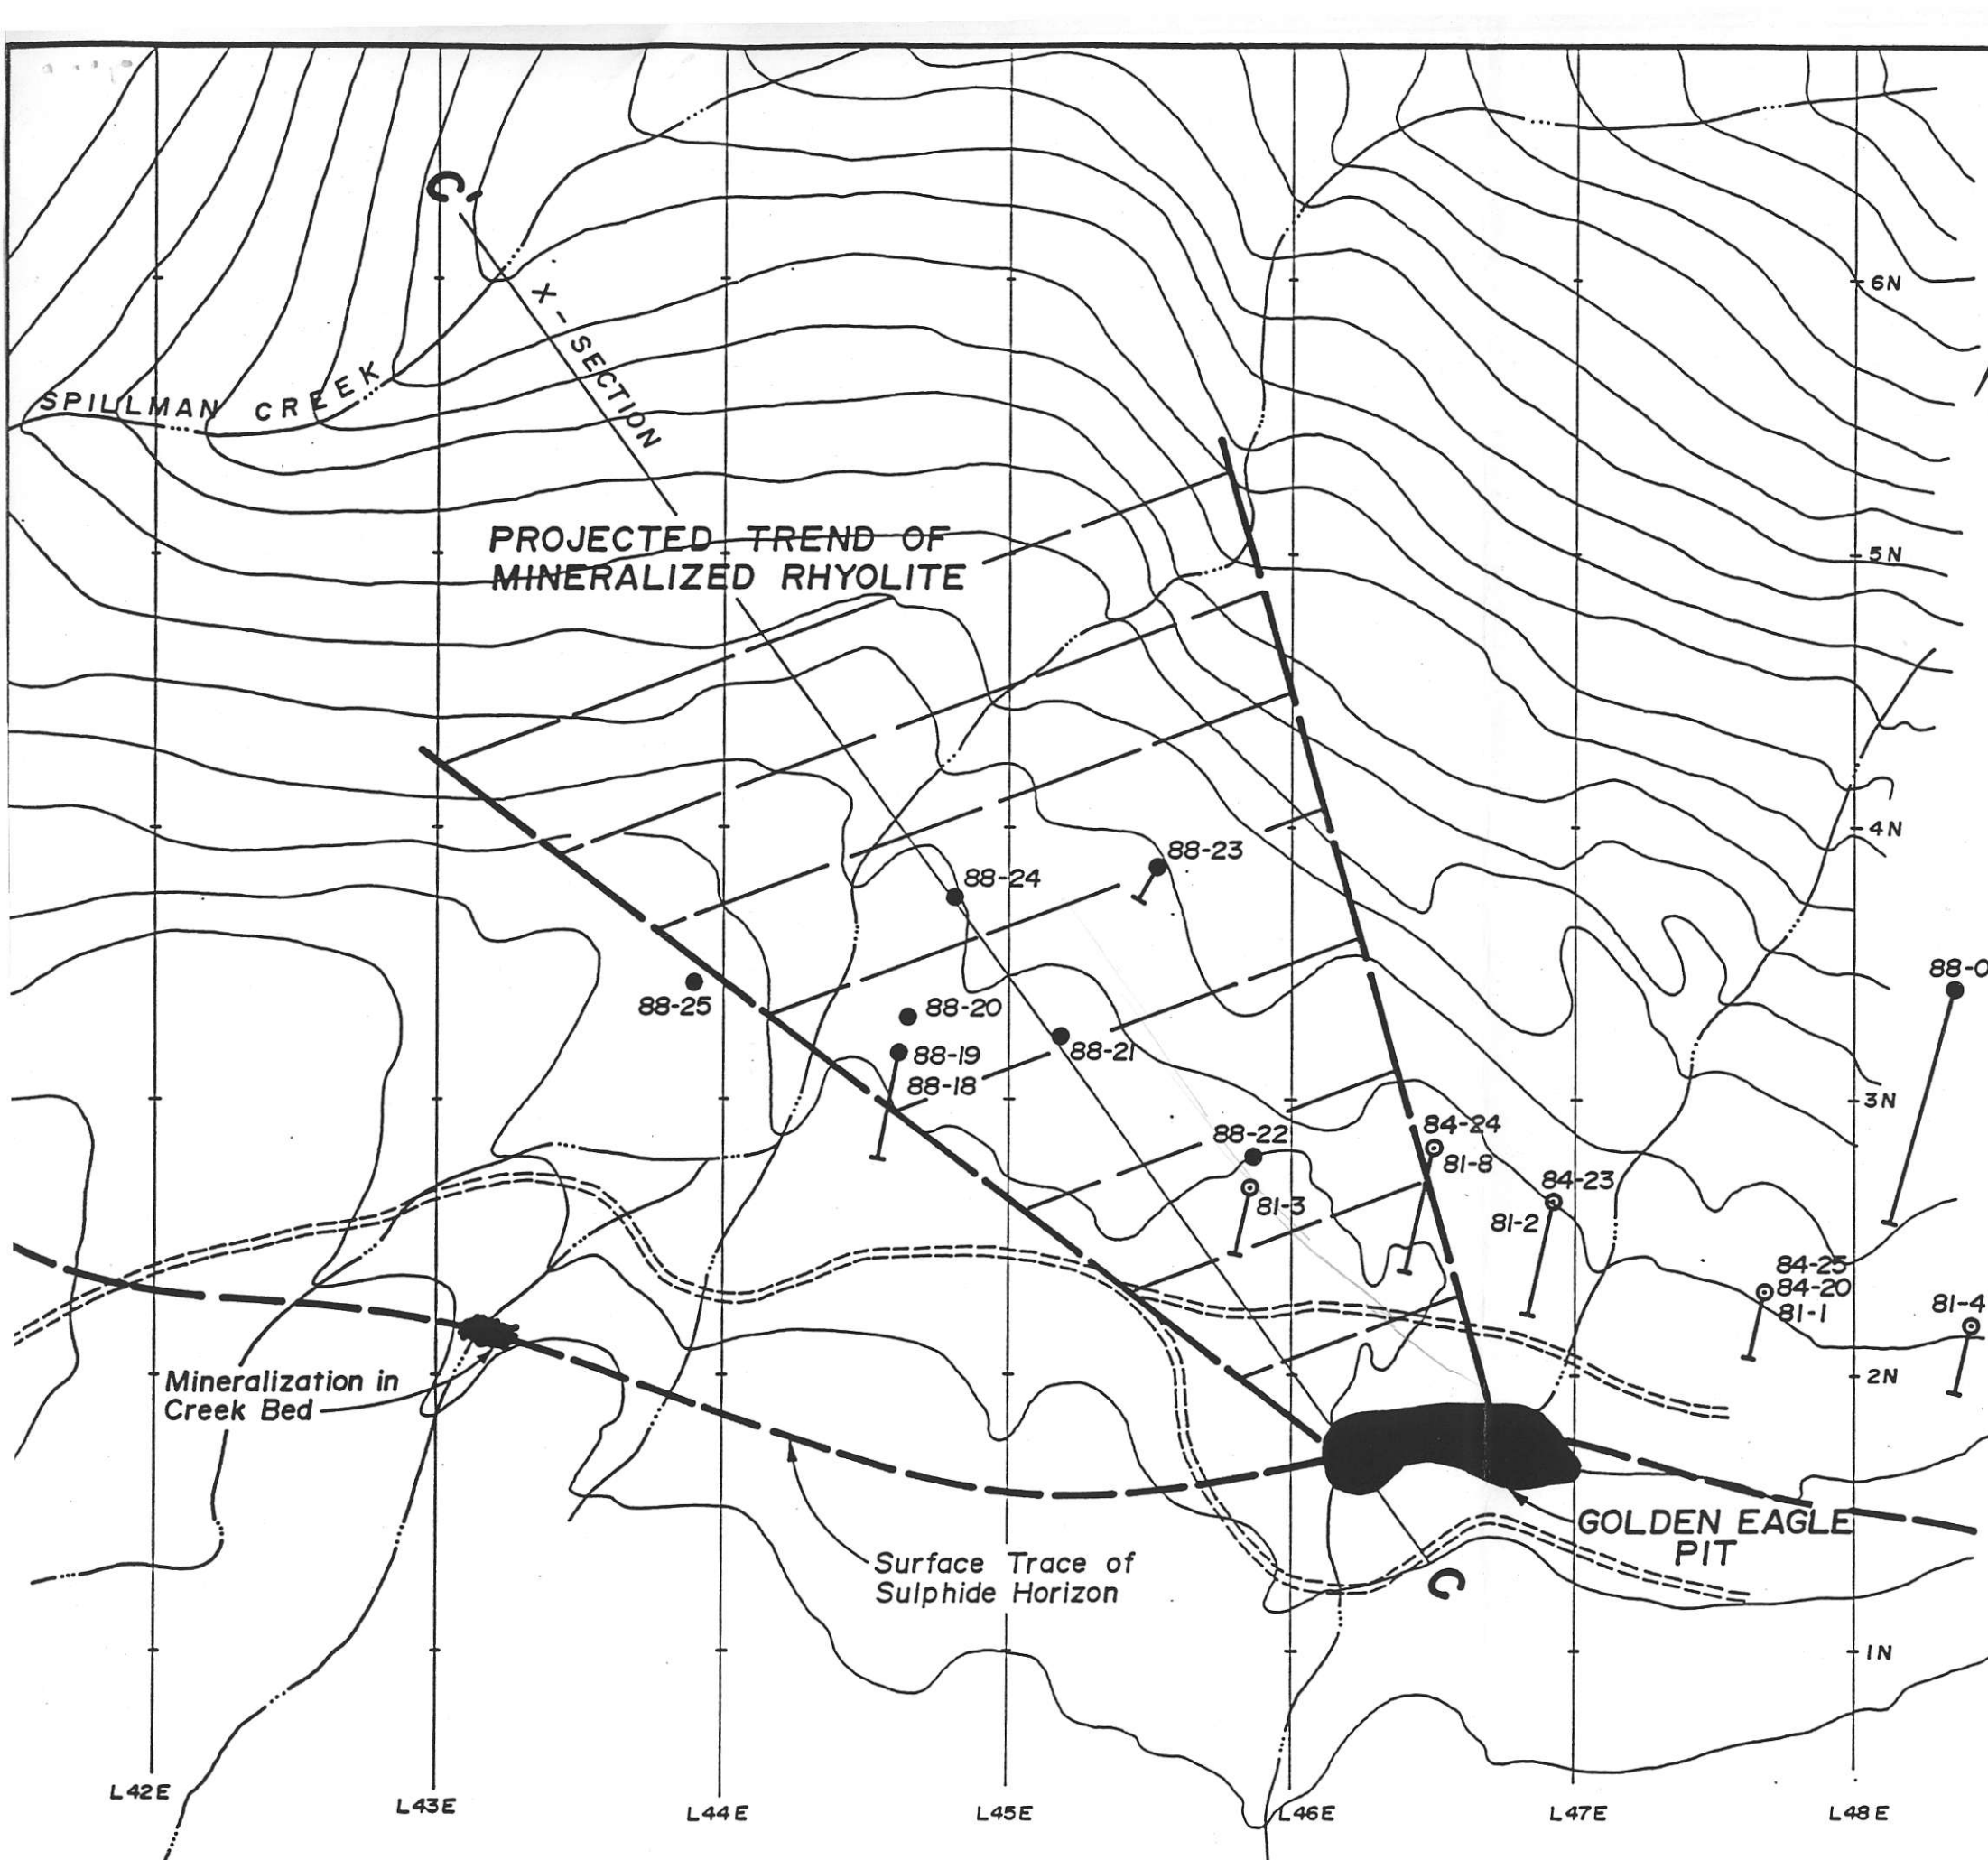 C'
X-SECTION
6N
SPILLMAN CREEK
PROJECTED TREND OF
MINERALIZED RHYOLITE
5N
4N
88-23
88-24
88-0
88-25
88-20
88-19
88-21
88-18
3N
84-24
88-22
81-8
84-23
81-3
81-2
84-25
84-20
81-1
81-4
Mineralization in
Creek Bed
2N
GOLDEN EAGLE
PIT
Surface Trace of
Sulphide Horizon
C
1N
L42E
L43E
L44E
L45E
L46E
L47E
L48E